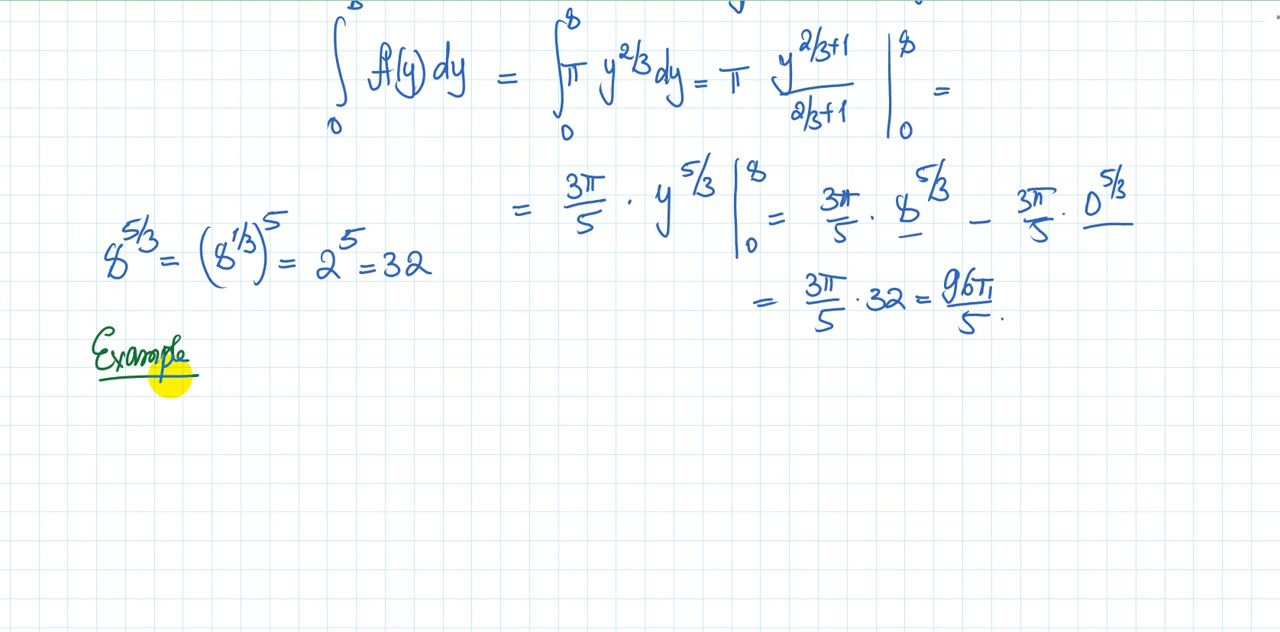 ∫₀⁸ A(y) dy = ∫₀⁸ π y^{2/3} dy = π y^{2/3+1} / (2/3+1) |₀⁸ =
= 3π/5 · y^{5/3} |₀⁸ = 3π/5 · 8^{5/3} − 3π/5 · 0^{5/3}
8^{5/3} = (8^{1/3})^5 = 2^5 = 32
= 3π/5 · 32 = 96π/5.
Example